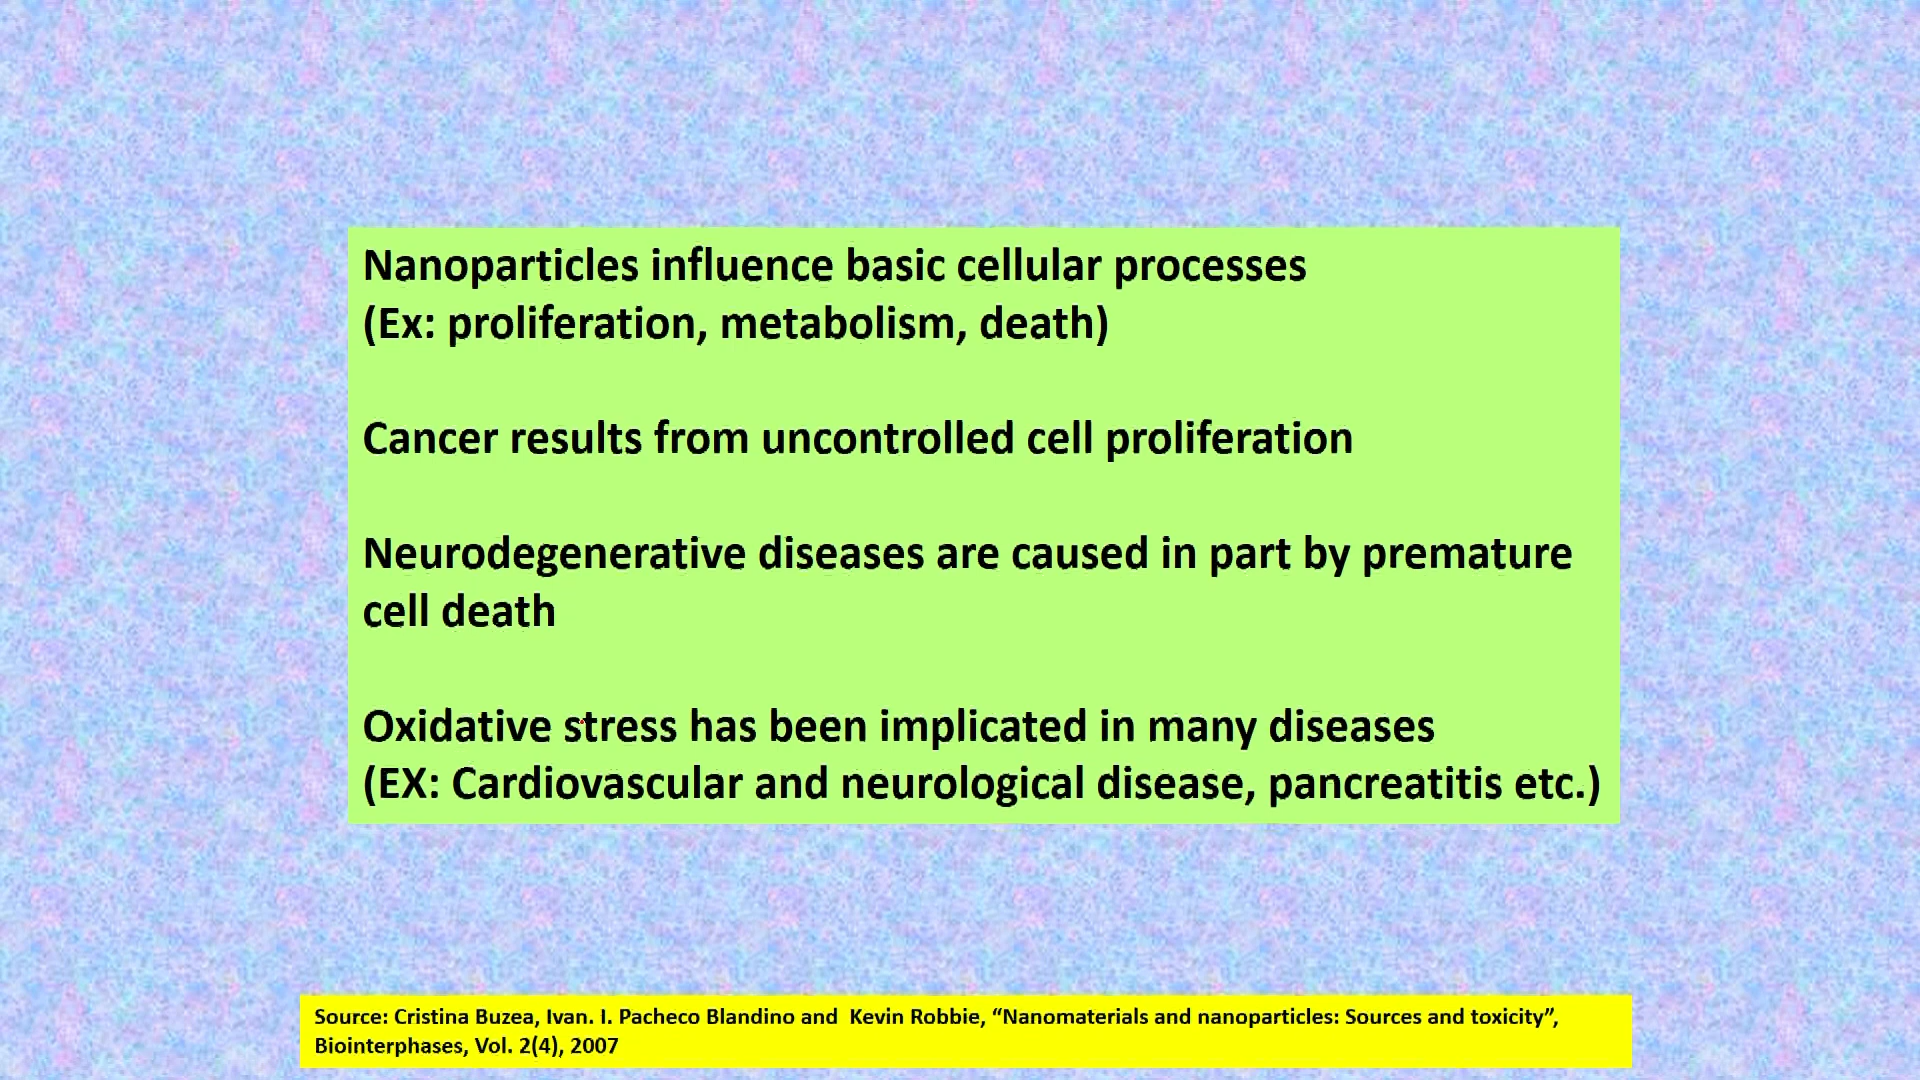 Nanoparticles influence basic cellular processes
(Ex: proliferation, metabolism, death)
Cancer results from uncontrolled cell proliferation
Neurodegenerative diseases are caused in part by premature
cell death
Oxidative stress has been implicated in many diseases
(EX: Cardiovascular and neurological disease, pancreatitis etc.)
Source: Cristina Buzea, Ivan. I. Pacheco Blandino and  Kevin Robbie, “Nanomaterials and nanoparticles: Sources and toxicity”,
Biointerphases, Vol. 2(4), 2007